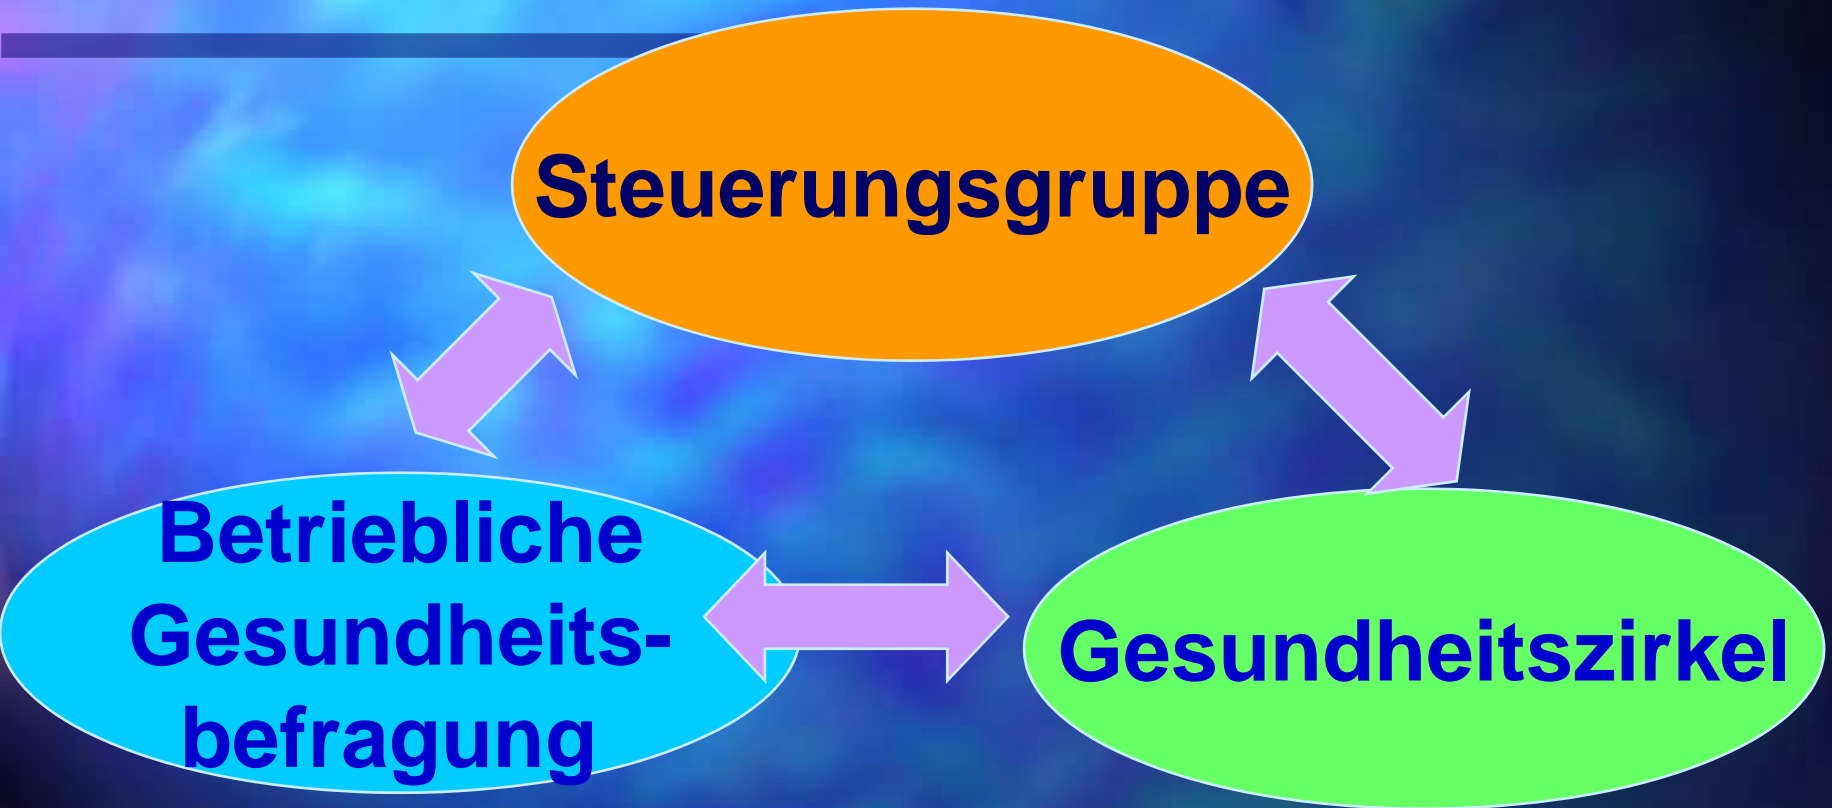 Steuerungsgruppe
Betriebliche
Gesundheits-
befragung
Gesundheitszirkel